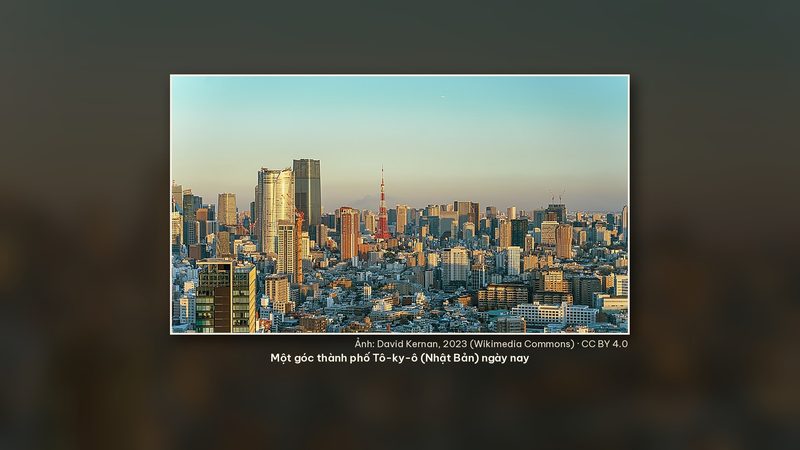 Ảnh: David Kernan, 2023 (Wikimedia Commons) · CC BY 4.0
Một góc thành phố Tô-ky-ô (Nhật Bản) ngày nay